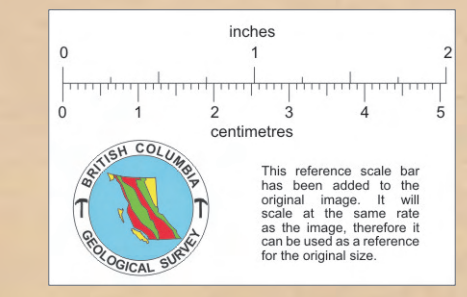 inches
0 1 2
0 1 2 3 4 5
centimetres
BRITISH COLUMBIA
GEOLOGICAL SURVEY
This reference scale bar
has been added to the
original image. It will
scale at the same rate
as the image, therefore it
can be used as a reference
for the original size.